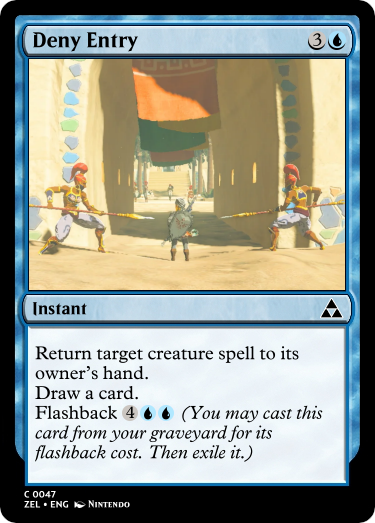 Deny Entry 3
Instant
Return target creature spell to its
owner's hand.
Draw a card.
Flashback 4 (You may cast this
card from your graveyard for its
flashback cost. Then exile it.)
C 0047
ZEL • ENG NINTENDO